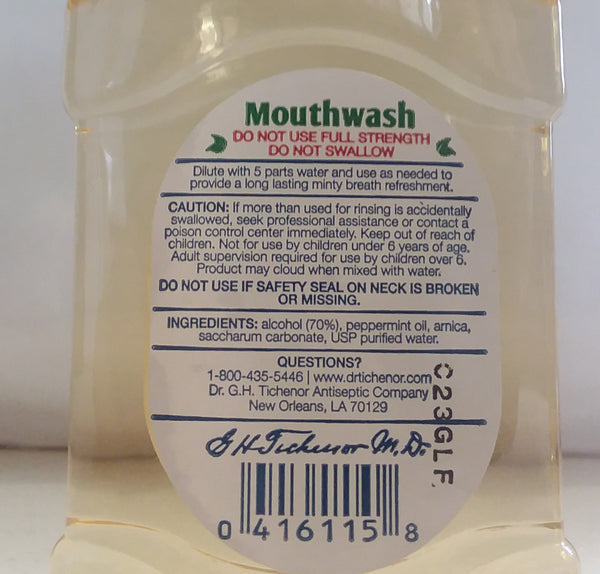 Mouthwash
DO NOT USE FULL STRENGTH
DO NOT SWALLOW
Dilute with 5 parts water and use as needed to
provide a long lasting minty breath refreshment.
CAUTION: If more than used for rinsing is accidentally
swallowed, seek professional assistance or contact a
poison control center immediately. Keep out of reach of
children. Not for use by children under 6 years of age.
Adult supervision required for use by children over 6.
Product may cloud when mixed with water.
DO NOT USE IF SAFETY SEAL ON NECK IS BROKEN
OR MISSING.
INGREDIENTS: alcohol (70%), peppermint oil, arnica,
saccharum carbonate, USP purified water.
QUESTIONS?
1-800-435-5446 | www.drtichenor.com
Dr. G.H. Tichenor Antiseptic Company
New Orleans, LA 70129
C23GLF
G H Tichenor M.D.
0 416115 8